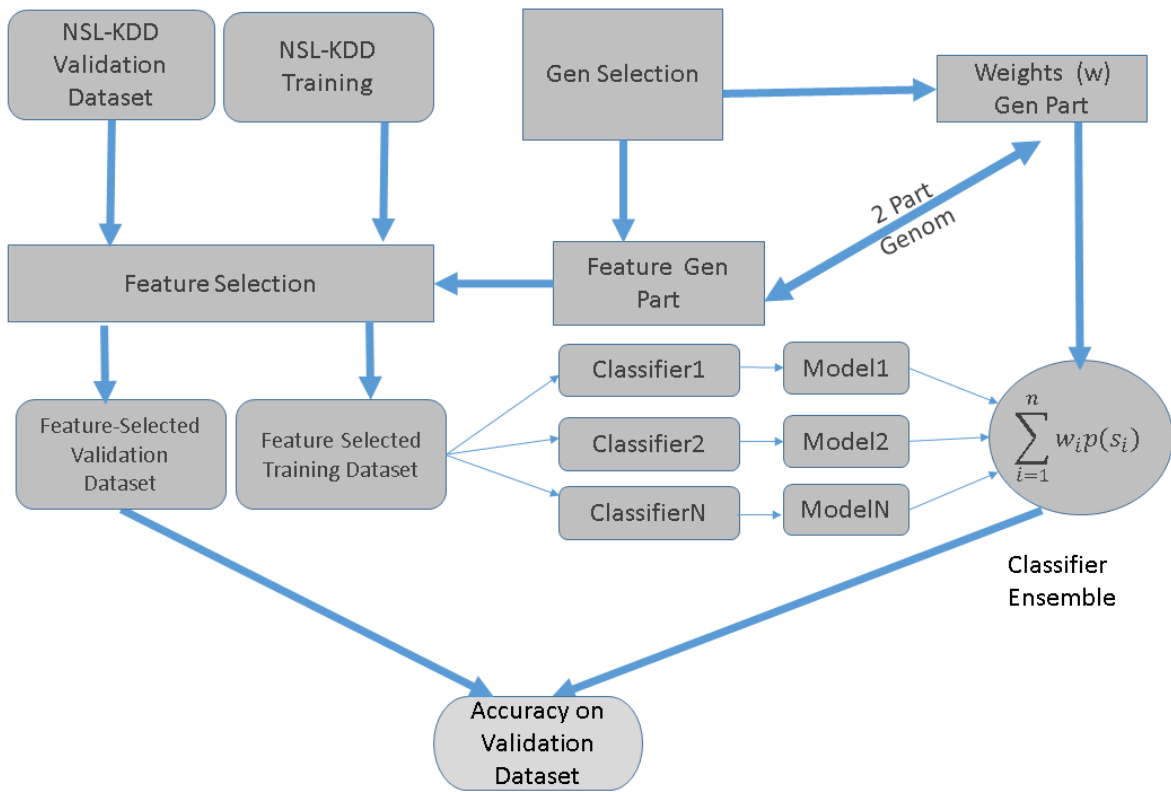 NSL-KDD
Validation
Dataset
NSL-KDD
Training
Gen Selection
Weights (w)
Gen Part
2 Part
Genom
Feature Selection
Feature Gen
Part
Feature-Selected
Validation
Dataset
Feature Selected
Training Dataset
Classifier1
Model1
Classifier2
Model2
ClassifierN
ModelN
n
∑ w_i p(s_i)
i=1
Classifier
Ensemble
Accuracy on
Validation
Dataset